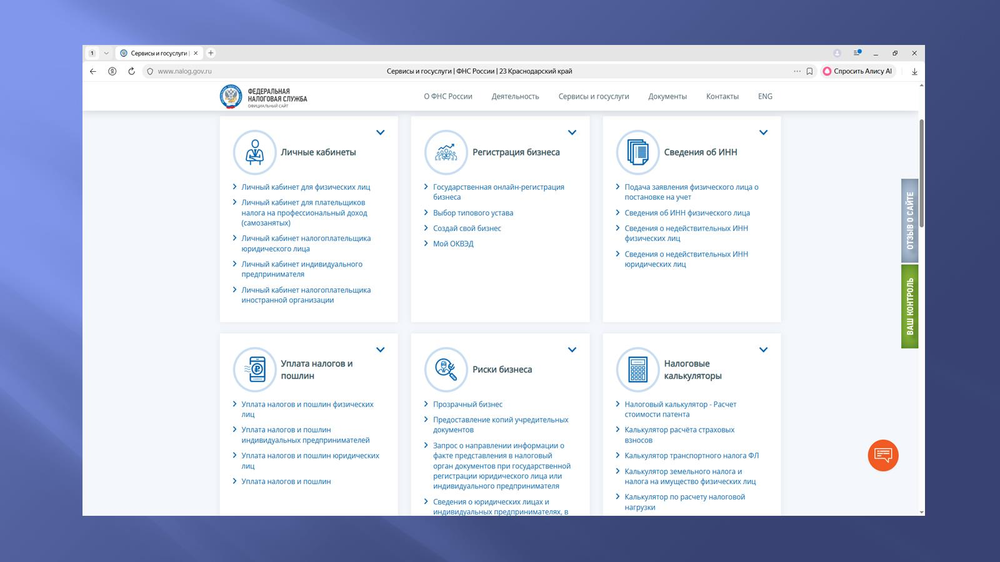 1
Сервисы и госуслуги |
www.nalog.gov.ru
Сервисы и госуслуги | ФНС России | 23 Краснодарский край
Спросить Алису AI
ФЕДЕРАЛЬНАЯ
НАЛОГОВАЯ СЛУЖБА
ОФИЦИАЛЬНЫЙ САЙТ
О ФНС России
Деятельность
Сервисы и госуслуги
Документы
Контакты
ENG
Личные кабинеты
Личный кабинет для физических лиц
Личный кабинет для плательщиков
налога на профессиональный доход
(самозанятых)
Личный кабинет налогоплательщика
юридического лица
Личный кабинет индивидуального
предпринимателя
Личный кабинет налогоплательщика
иностранной организации
Регистрация бизнеса
Государственная онлайн-регистрация
бизнеса
Выбор типового устава
Создай свой бизнес
Мой ОКВЭД
Сведения об ИНН
Подача заявления физического лица о
постановке на учет
Сведения об ИНН физического лица
Сведения о недействительных ИНН
физических лиц
Сведения о недействительных ИНН
юридических лиц
Уплата налогов и
пошлин
Уплата налогов и пошлин физических
лиц
Уплата налогов и пошлин
индивидуальных предпринимателей
Уплата налогов и пошлин юридических
лиц
Уплата налогов и пошлин
Риски бизнеса
Прозрачный бизнес
Предоставление копий учредительных
документов
Запрос о направлении информации о
факте представления в налоговый
орган документов при государственной
регистрации юридического лица или
индивидуального предпринимателя
Сведения о юридических лицах и
индивидуальных предпринимателях, в
Налоговые
калькуляторы
Налоговый калькулятор - Расчет
стоимости патента
Калькулятор расчёта страховых
взносов
Калькулятор транспортного налога ФЛ
Калькулятор земельного налога и
налога на имущество физических лиц
Калькулятор по расчету налоговой
нагрузки
ОТЗЫВ О САЙТЕ
ВАШ КОНТРОЛЬ